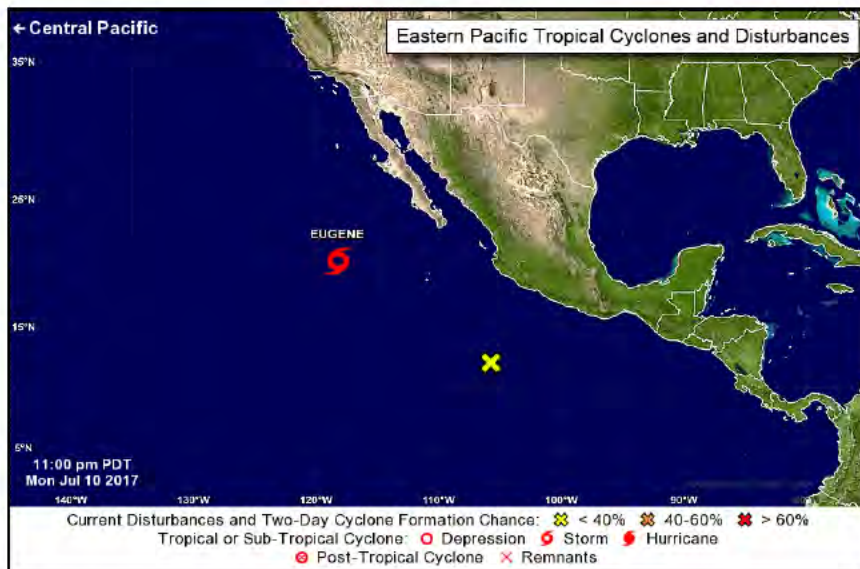 ← Central Pacific
Eastern Pacific Tropical Cyclones and Disturbances
35°N
25°N
EUGENE
15°N
5°N
11:00 pm PDT
Mon Jul 10 2017
140°W 130°W 120°W 110°W 100°W 90°W
Current Disturbances and Two-Day Cyclone Formation Chance: < 40% 40-60% > 60%
Tropical or Sub-Tropical Cyclone: Depression Storm Hurricane
Post-Tropical Cyclone Remnants